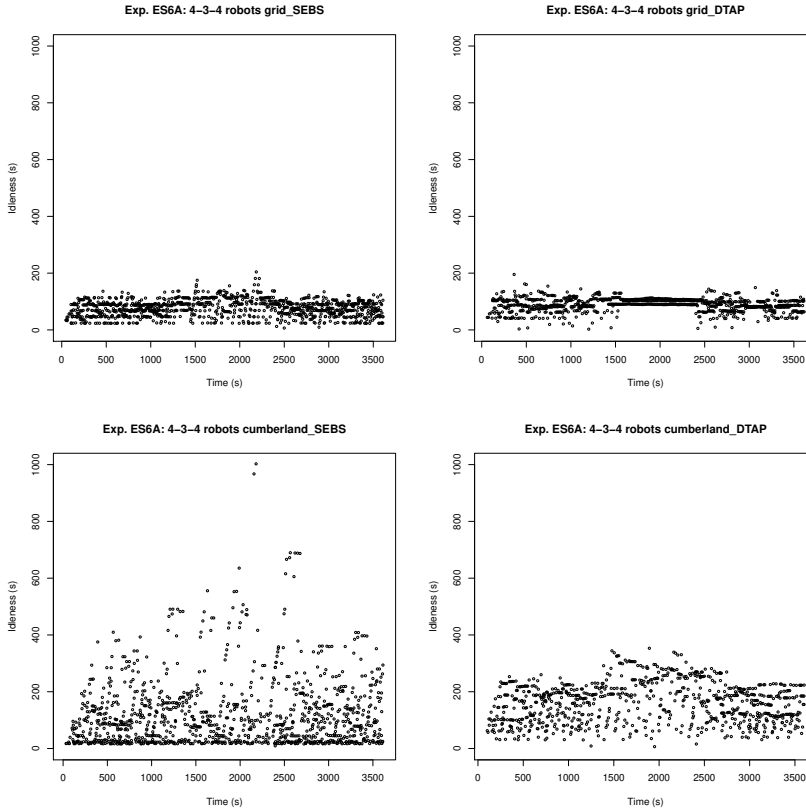 Exp. ES6A: 4−3−4 robots grid_SEBS
Idleness (s)
1000
800
600
400
200
0
0 500 1000 1500 2000 2500 3000 3500
Time (s)
Exp. ES6A: 4−3−4 robots grid_DTAP
Idleness (s)
1000
800
600
400
200
0
0 500 1000 1500 2000 2500 3000 3500
Time (s)
Exp. ES6A: 4−3−4 robots cumberland_SEBS
Idleness (s)
1000
800
600
400
200
0
0 500 1000 1500 2000 2500 3000 3500
Time (s)
Exp. ES6A: 4−3−4 robots cumberland_DTAP
Idleness (s)
1000
800
600
400
200
0
0 500 1000 1500 2000 2500 3000 3500
Time (s)